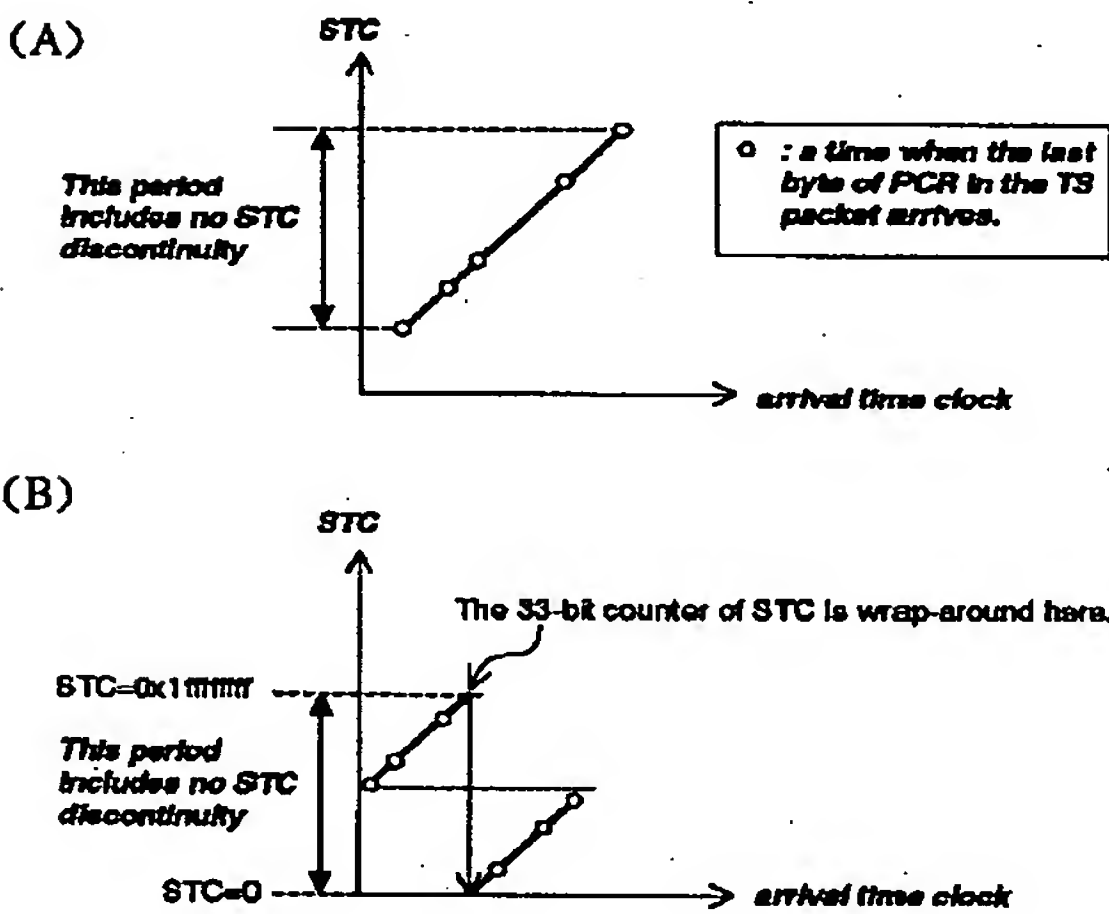 (A)
STC
This period
includes no STC
discontinuity
o : a time when the last
byte of PCR in the TS
packet arrives.
arrival time clock
(B)
STC
The 33-bit counter of STC is wrap-around here.
STC=0x1ffffffff
This period
includes no STC
discontinuity
STC=0
arrival time clock